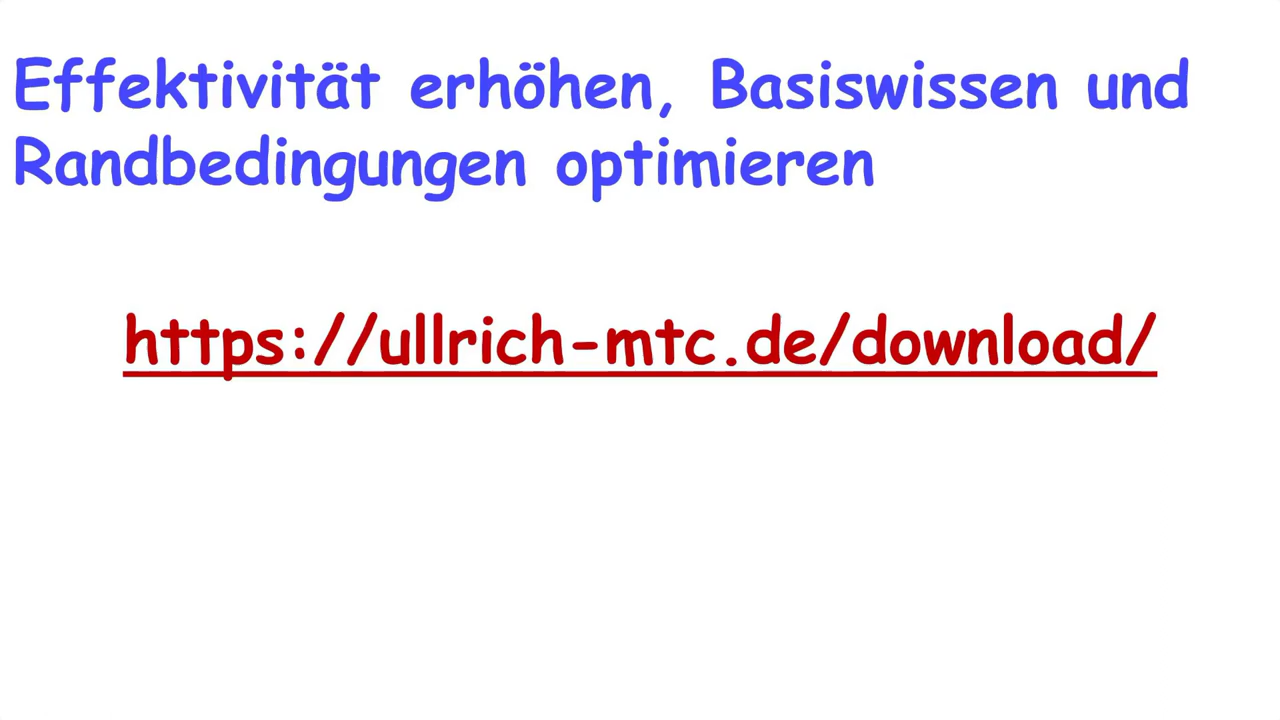 Effektivität erhöhen, Basiswissen und
Randbedingungen optimieren
https://ullrich-mtc.de/download/